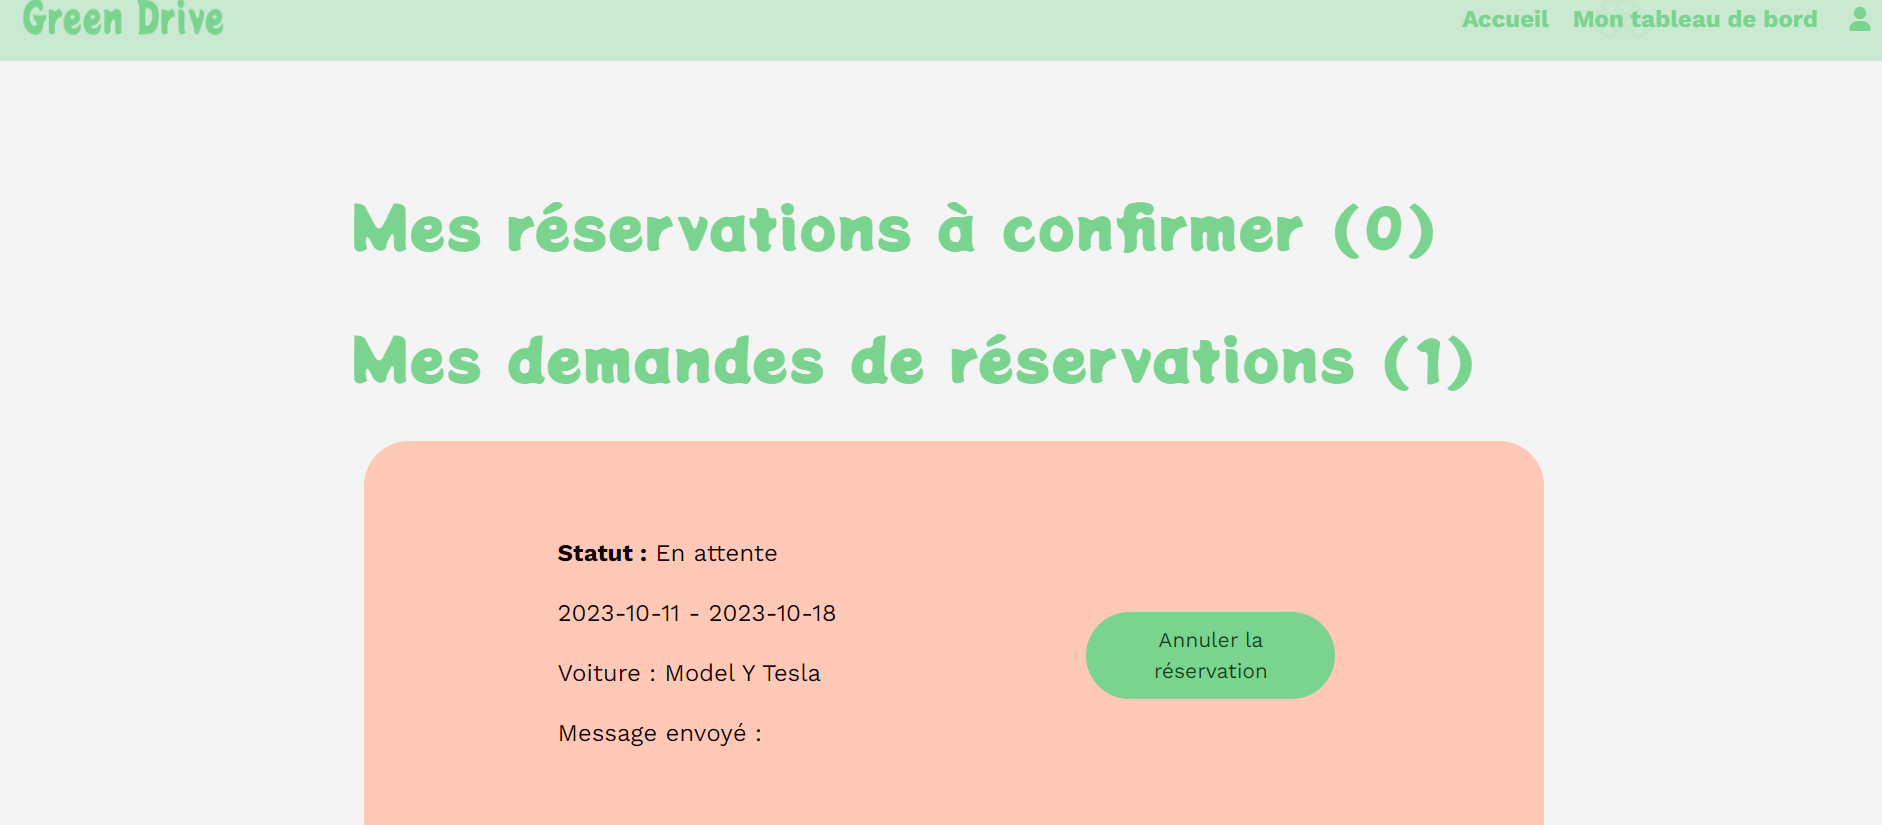 Green Drive
Accueil Mon tableau de bord
Mes réservations à confirmer (0)
Mes demandes de réservations (1)
Statut : En attente
2023-10-11 - 2023-10-18
Voiture : Model Y Tesla
Message envoyé :
Annuler la
réservation